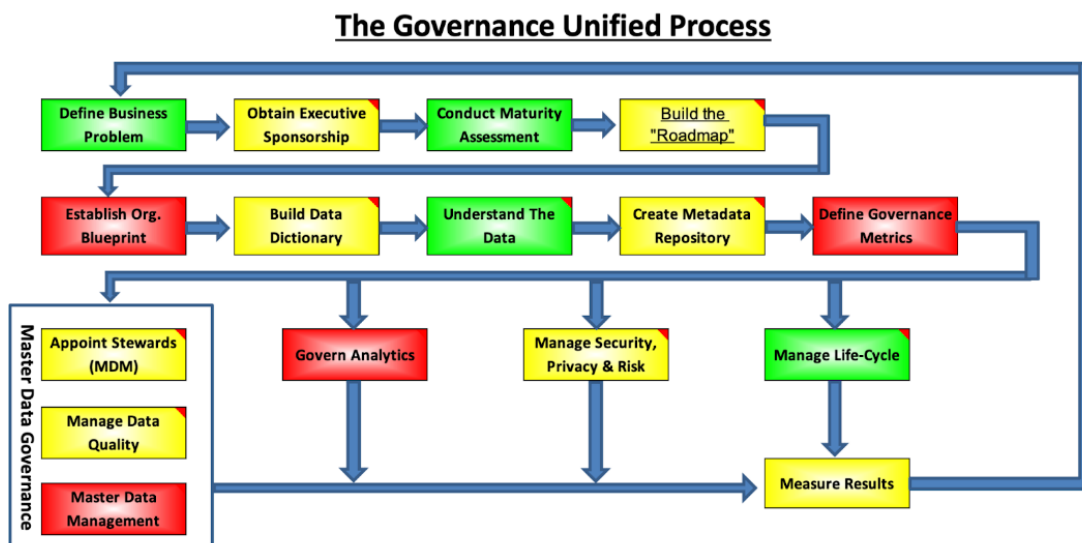 The Governance Unified Process
Define Business
Problem
Obtain Executive
Sponsorship
Conduct Maturity
Assessment
Build the
"Roadmap"
Establish Org.
Blueprint
Build Data
Dictionary
Understand The
Data
Create Metadata
Repository
Define Governance
Metrics
Master Data Governance
Appoint Stewards
(MDM)
Manage Data
Quality
Master Data
Management
Govern Analytics
Manage Security,
Privacy & Risk
Manage Life-Cycle
Measure Results